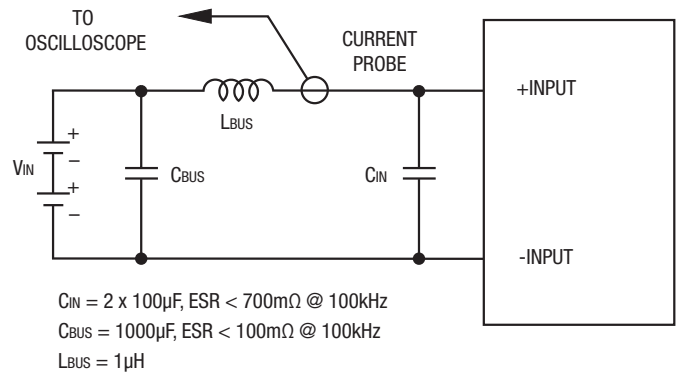 TO
OSCILLOSCOPE
CURRENT
PROBE
+INPUT
LBUS
+
VIN
−
+
−
CBUS
CIN
-INPUT
CIN = 2 x 100µF, ESR < 700mΩ @ 100kHz
CBUS = 1000µF, ESR < 100mΩ @ 100kHz
LBUS = 1µH